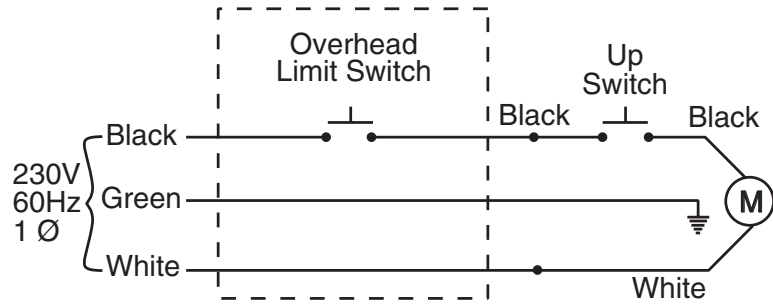 Overhead
Limit Switch
Up
Switch
Black
Black
Black
230V
60Hz
1 Ø
Green
M
White
White